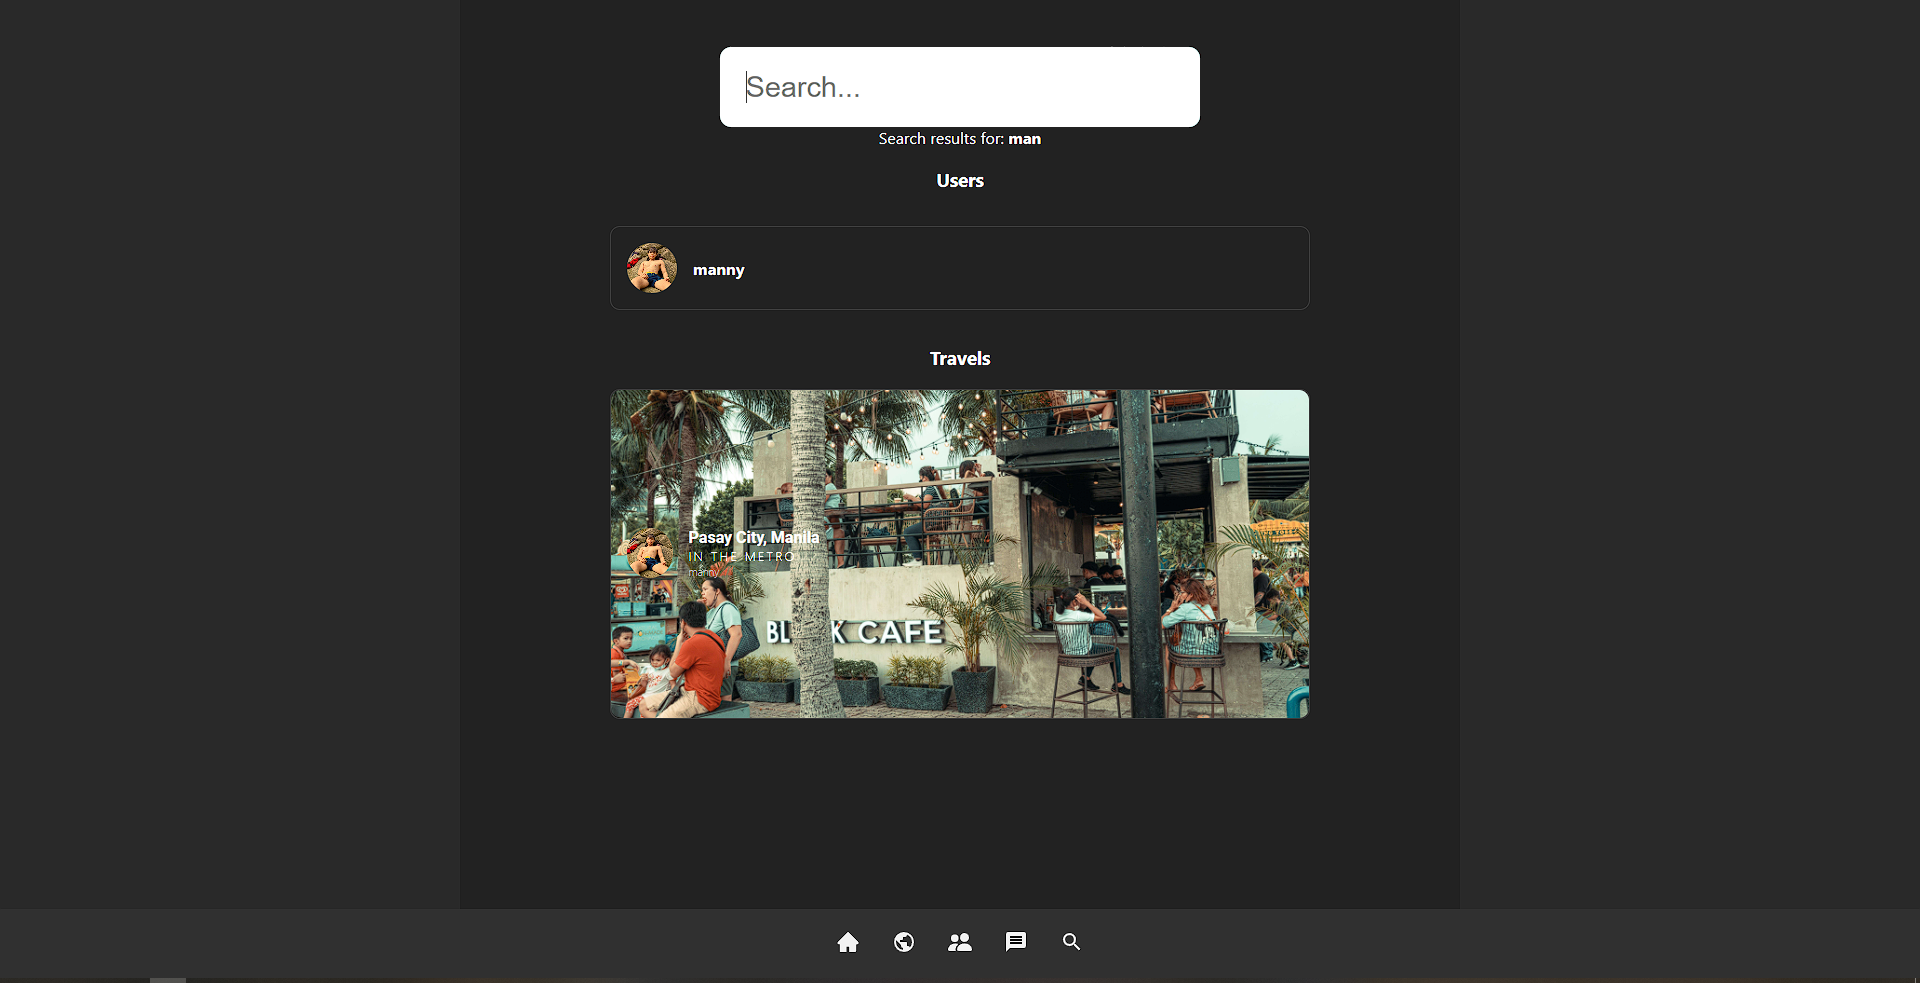 Search...
Search results for: man
Users
manny
Travels
Pasay City, Manila
IN THE METRO
manny
BL K CAFE